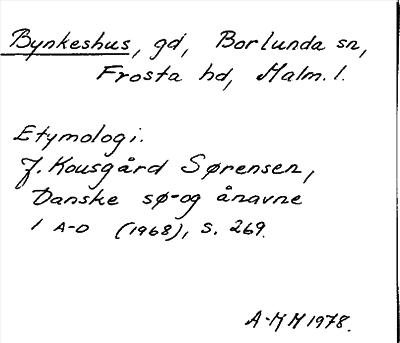 Bynkeshus, gd, Borlunda sn,
Frosta hd, Malm. l.
Etymologi.
J. Kousgård Sørensen,
Danske sø- og ånavne
1 A-D (1968), s. 269.
A-M M 1978.